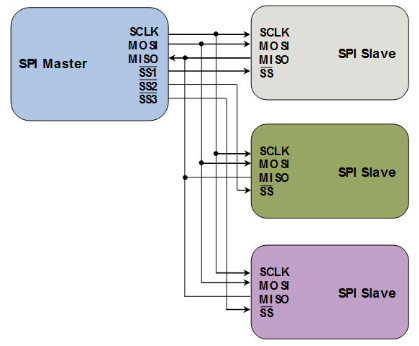 SPI Master
SCLK
MOSI
MISO
SS1
SS2
SS3
SCLK
MOSI
MISO
SS
SPI Slave
SCLK
MOSI
MISO
SS
SPI Slave
SCLK
MOSI
MISO
SS
SPI Slave